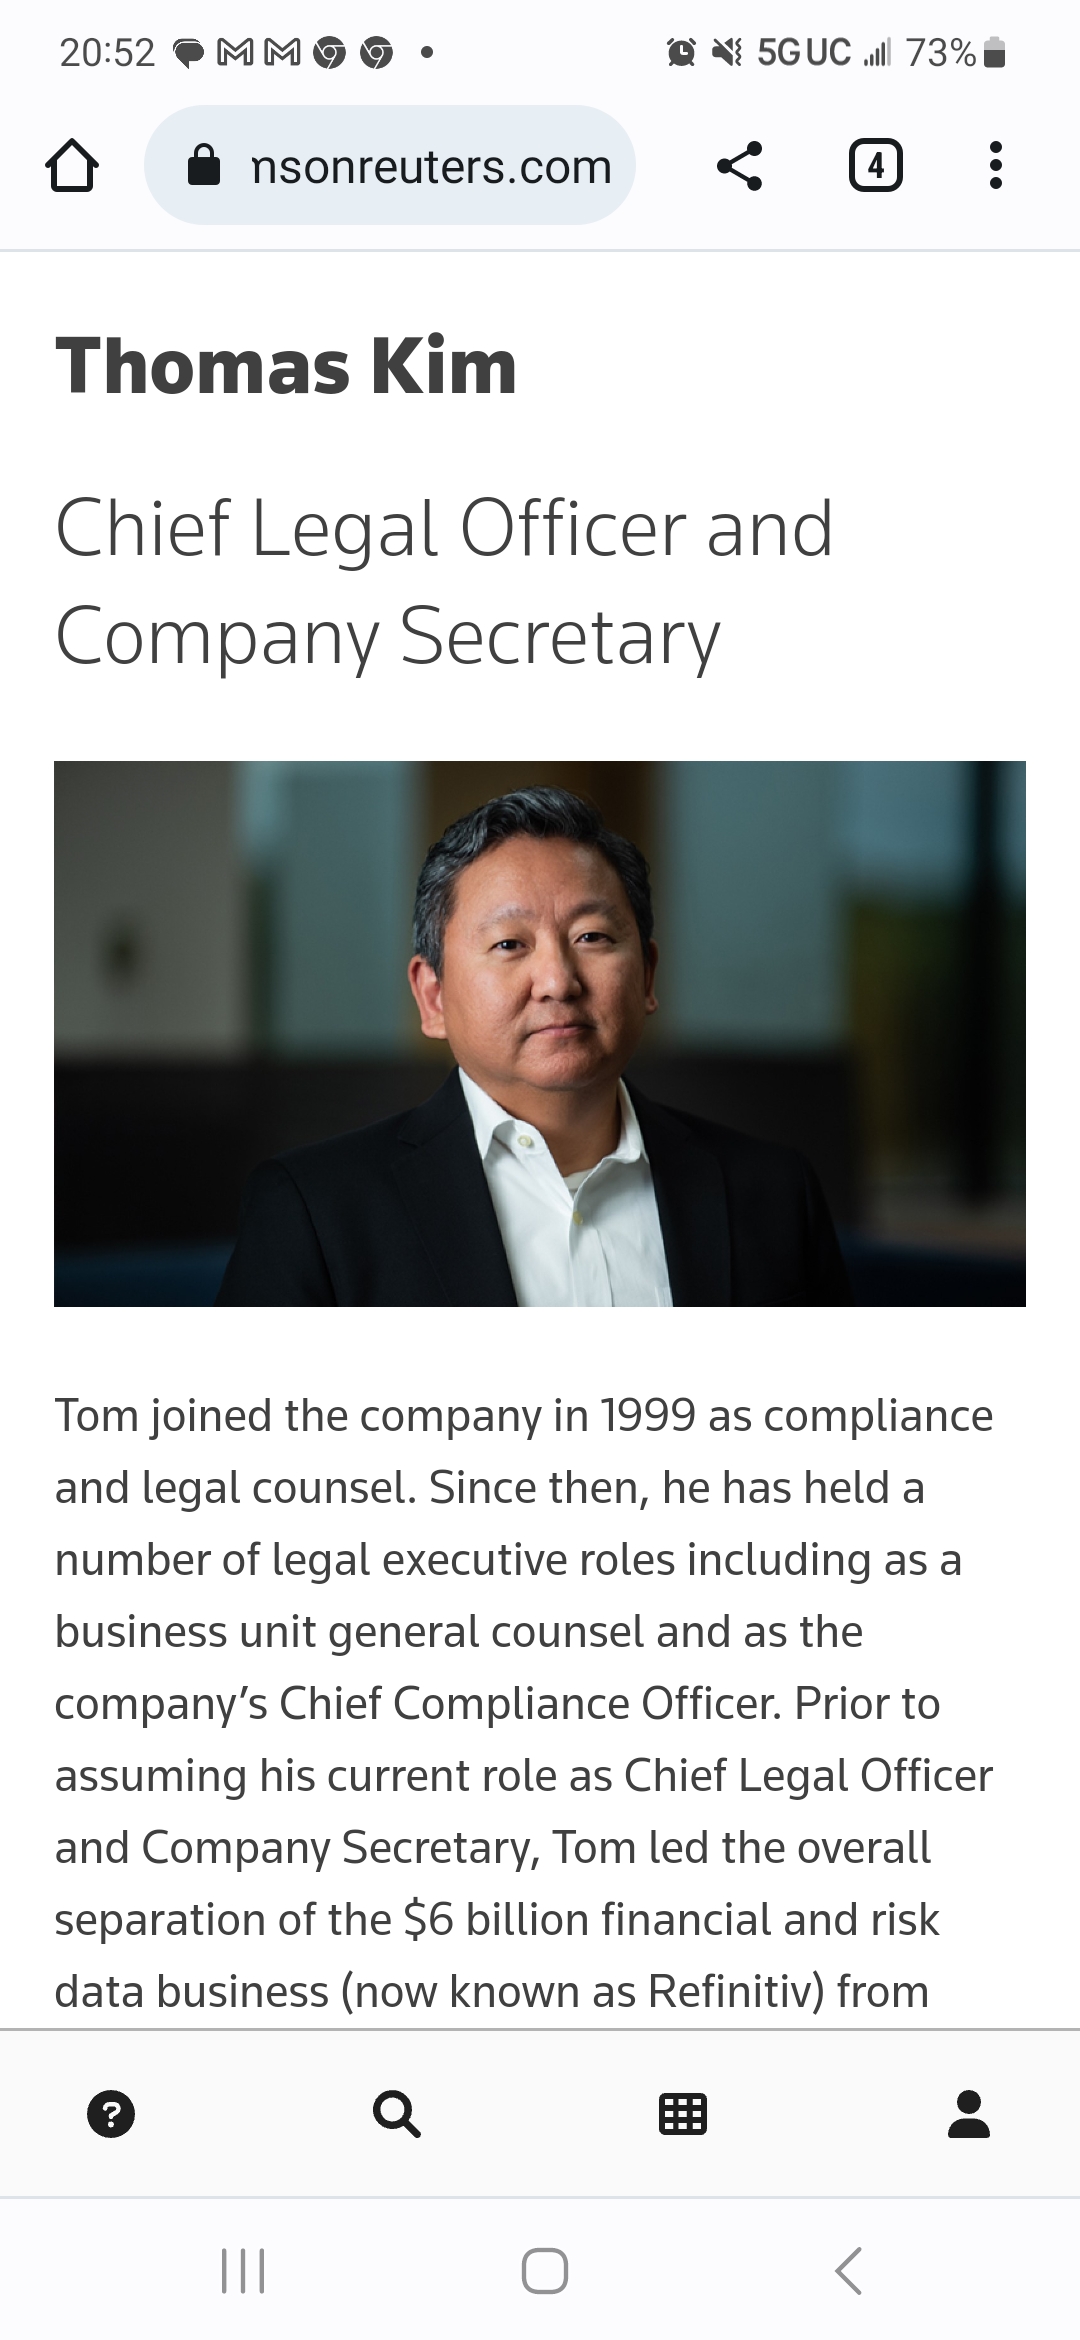 20:52
5G UC
73%
nsonreuters.com
4
Thomas Kim
Chief Legal Officer and
Company Secretary
Tom joined the company in 1999 as compliance
and legal counsel. Since then, he has held a
number of legal executive roles including as a
business unit general counsel and as the
company’s Chief Compliance Officer. Prior to
assuming his current role as Chief Legal Officer
and Company Secretary, Tom led the overall
separation of the $6 billion financial and risk
data business (now known as Refinitiv) from
?